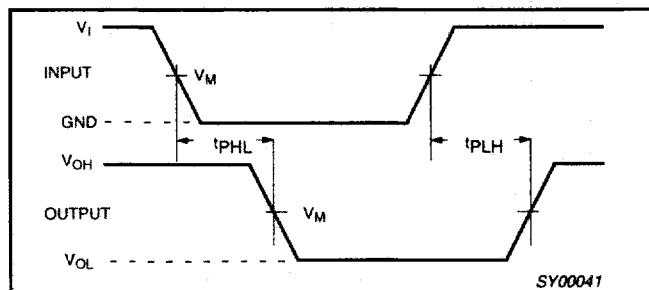 VI
INPUT
VM
GND
tPHL
tPLH
VOH
OUTPUT
VM
VOL
SY00041